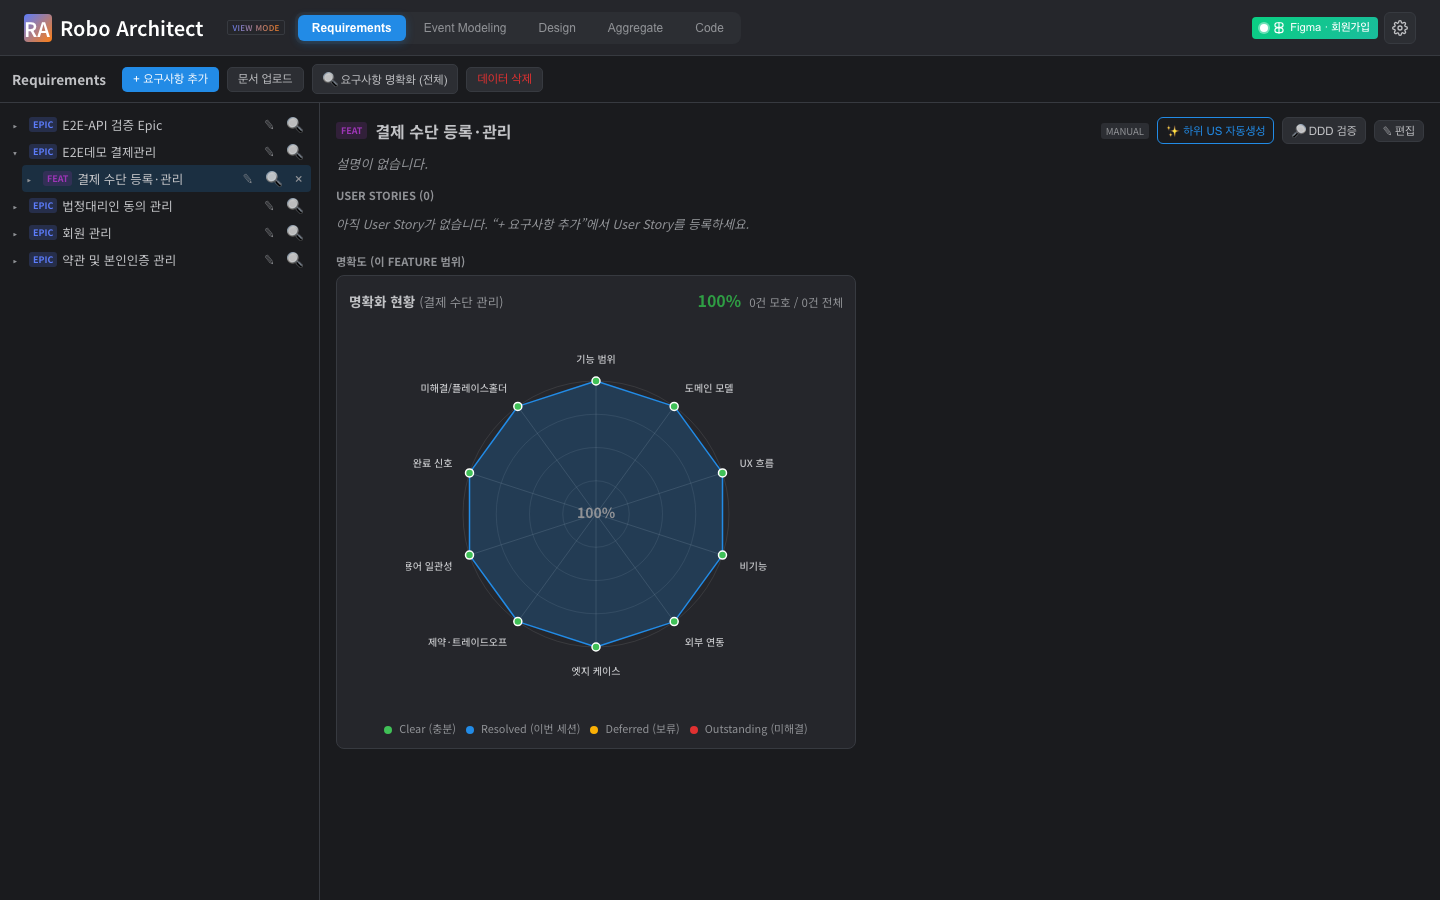 RA Robo Architect VIEW MODE Requirements Event Modeling Design Aggregate Code Figma · 회원가입
Requirements + 요구사항 추가 문서 업로드 요구사항 명확화 (전체) 데이터 삭제
EPIC E2E-API 검증 Epic
EPIC E2E데모 결제관리
FEAT 결제 수단 등록·관리 ×
EPIC 법정대리인 동의 관리
EPIC 회원 관리
EPIC 약관 및 본인인증 관리
FEAT 결제 수단 등록·관리 MANUAL ✨ 하위 US 자동생성 DDD 검증 편집
설명이 없습니다.
USER STORIES (0)
아직 User Story가 없습니다. “+ 요구사항 추가”에서 User Story를 등록하세요.
명확도 (이 FEATURE 범위)
명확화 현황 (결제 수단 관리) 100% 0건 모호 / 0건 전체
기능 범위
미해결/플레이스홀더 도메인 모델
완료 신호 UX 흐름
100%
용어 일관성 비기능
제약·트레이드오프 외부 연동
엣지 케이스
Clear (충분) Resolved (이번 세션) Deferred (보류) Outstanding (미해결)